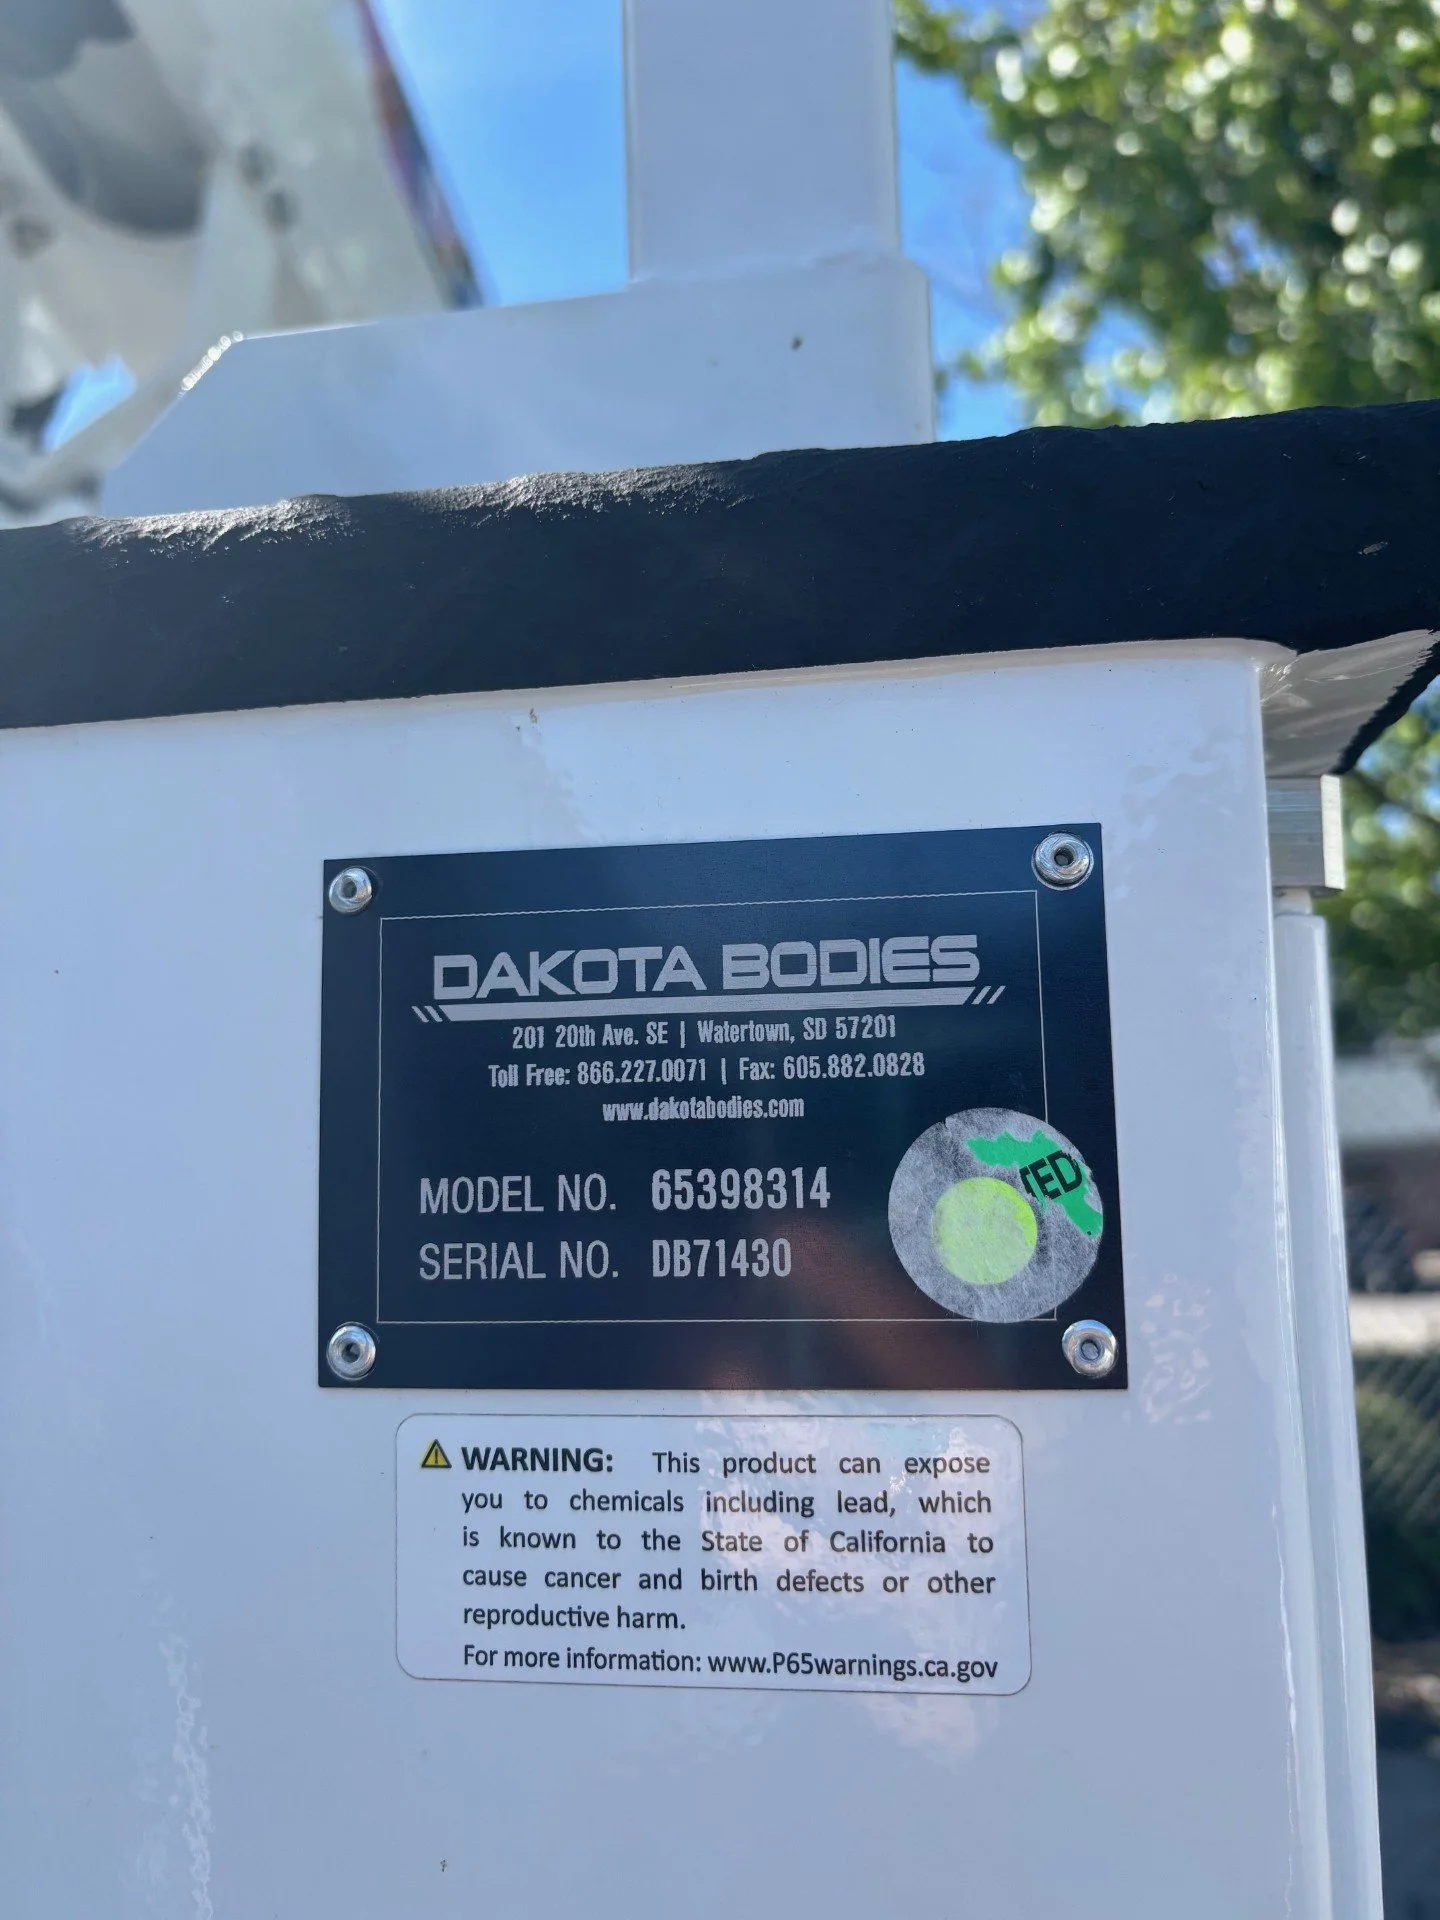 DAKOTA BODIES
201 20th Ave. SE | Watertown, SD 57201
Toll Free: 866.227.0071 | Fax: 605.882.0828
www.dakotabodies.com
MODEL NO. 65398314
SERIAL NO. DB71430
TED
WARNING: This product can expose
you to chemicals including lead, which
is known to the State of California to
cause cancer and birth defects or other
reproductive harm.
For more information: www.P65warnings.ca.gov